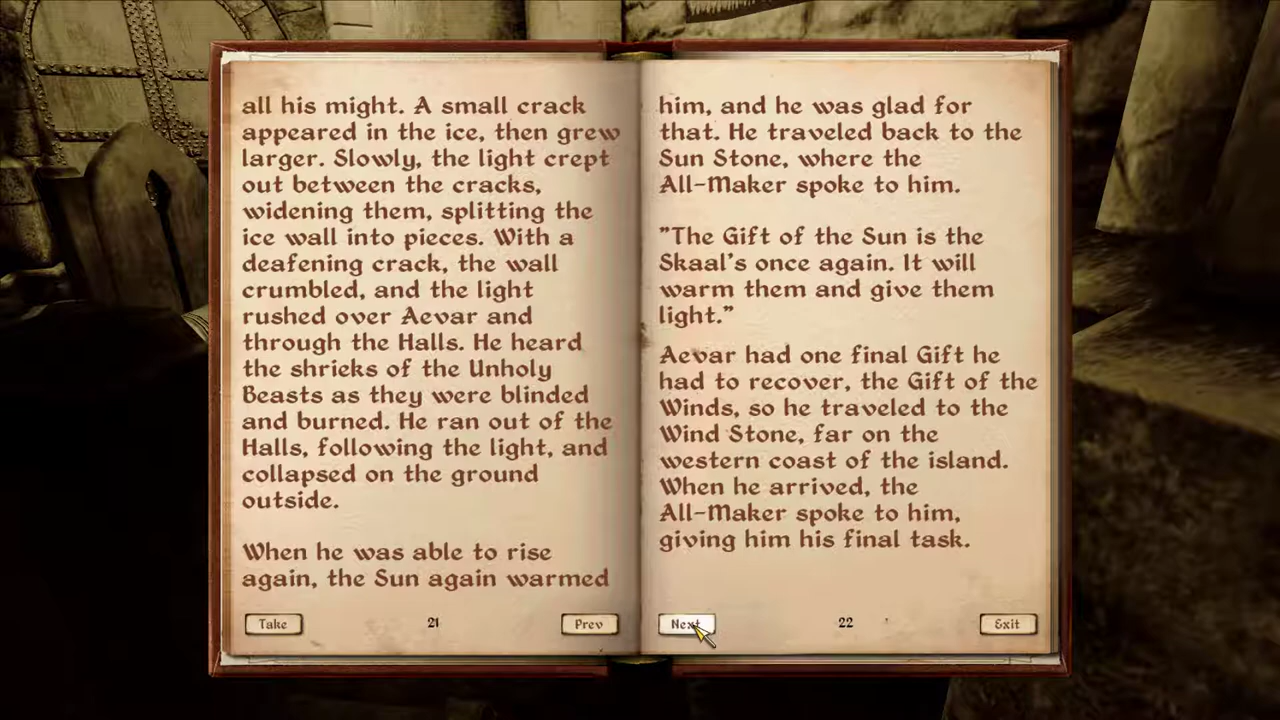 all his might. A small crack
appeared in the ice, then grew
larger. Slowly, the light crept
out between the cracks,
widening them, splitting the
ice wall into pieces. With a
deafening crack, the wall
crumbled, and the light
rushed over Aevar and
through the Halls. He heard
the shrieks of the Unholy
Beasts as they were blinded
and burned. He ran out of the
Halls, following the light, and
collapsed on the ground
outside.
When he was able to rise
again, the Sun again warmed
Take
21
Prev
him, and he was glad for
that. He traveled back to the
Sun Stone, where the
All-Maker spoke to him.
"The Gift of the Sun is the
Skaal's once again. It will
warm them and give them
light."
Aevar had one final Gift he
had to recover, the Gift of the
Winds, so he traveled to the
Wind Stone, far on the
western coast of the island.
When he arrived, the
All-Maker spoke to him,
giving him his final task.
Next
22
Exit